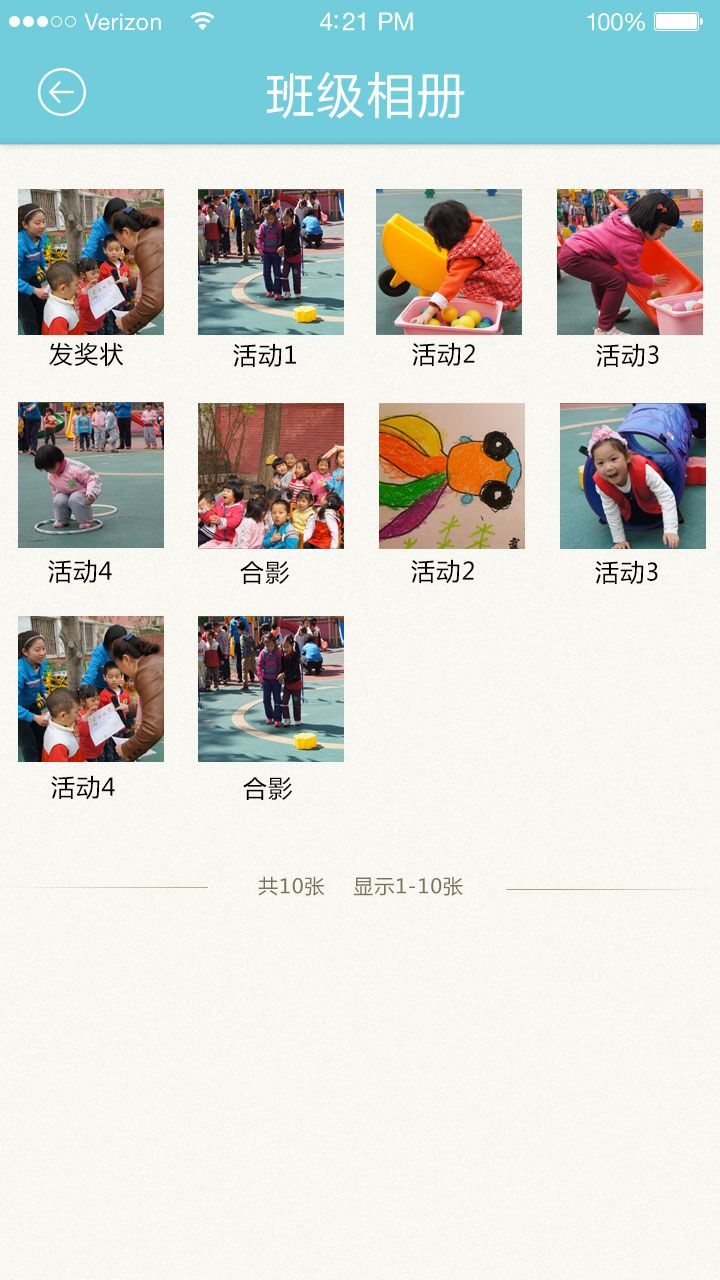 Verizon 4:21 PM 100%
班级相册
发奖状 活动1 活动2 活动3
活动4 合影 活动2 活动3
活动4 合影
共10张 显示1-10张